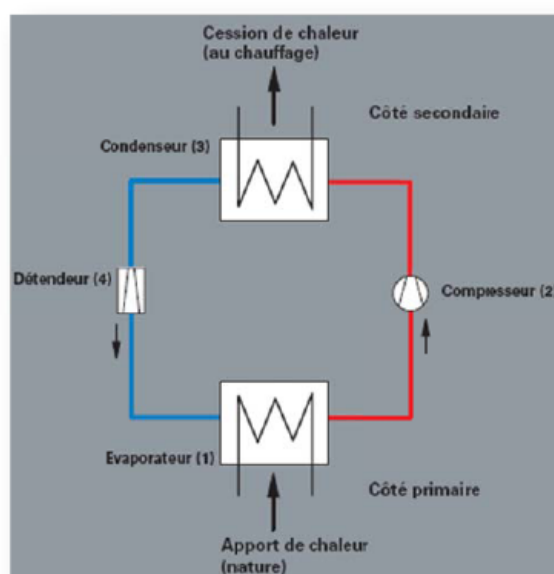 Cession de chaleur
(au chauffage)
Côté secondaire
Condenseur (3)
Détendeur (4)
Compresseur (2)
Evaporateur (1)
Côté primaire
Apport de chaleur
(nature)